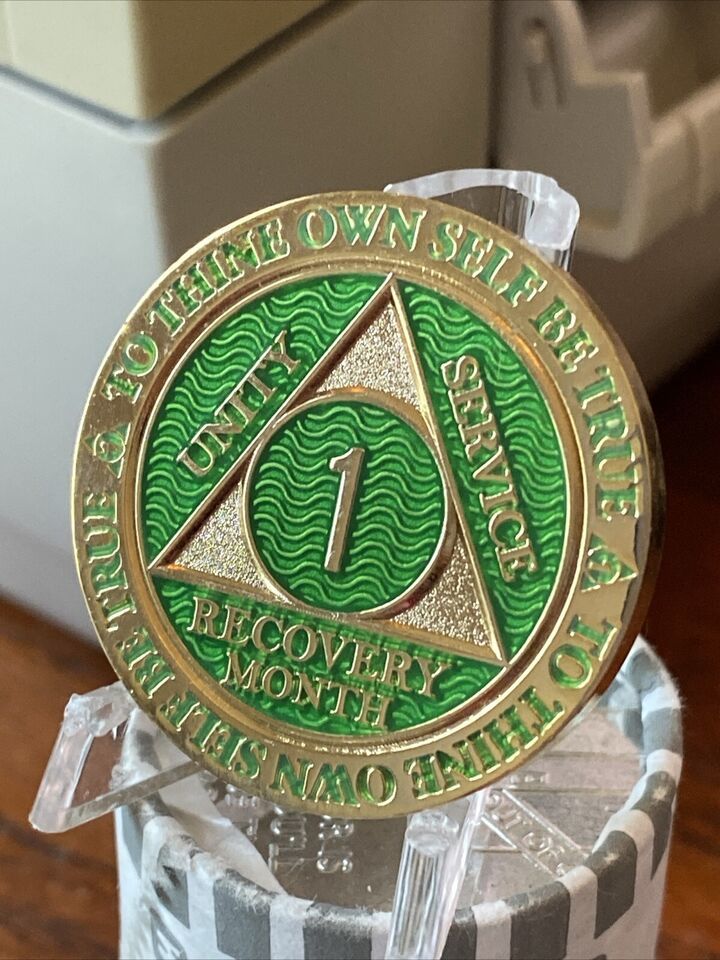 TO THINE OWN SELF BE TRUE
TO THINE OWN SELF BE TRUE
UNITY
SERVICE
1
RECOVERY
MONTH